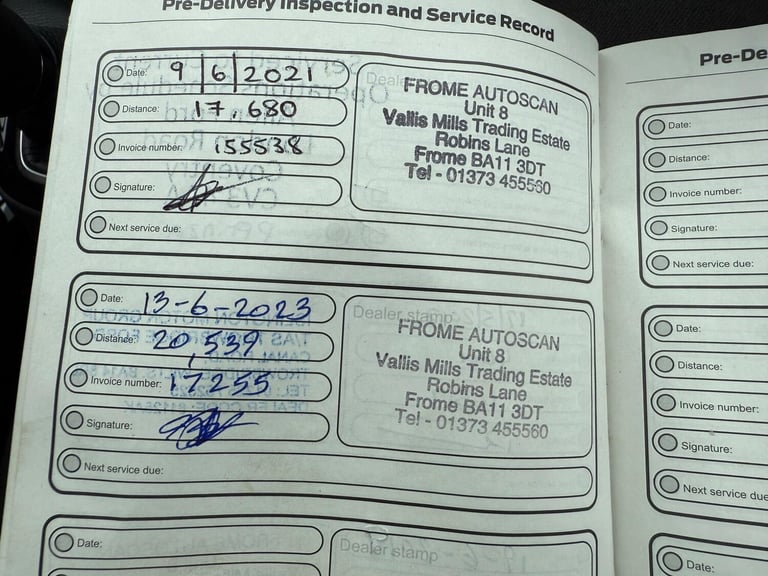 Pre-Delivery Inspection and Service Record
Date: 9 6 2021
Distance: 17,680
Invoice number: 155538
Signature:
Next service due:
FROME AUTOSCAN
Unit 8
Vallis Mills Trading Estate
Robins Lane
Frome BA11 3DT
Tel - 01373 455560
Date: 13-6-2023
Distance: 20,539
Invoice number: 17255
Signature:
Next service due:
Dealer stamp
FROME AUTOSCAN
Unit 8
Vallis Mills Trading Estate
Robins Lane
Frome BA11 3DT
Tel - 01373 455560
Date:
Dealer stamp
Pre-De
Date:
Distance:
Invoice number:
Signature:
Next service due:
Date:
Distance:
Invoice number:
Signature:
Next service due
Date: